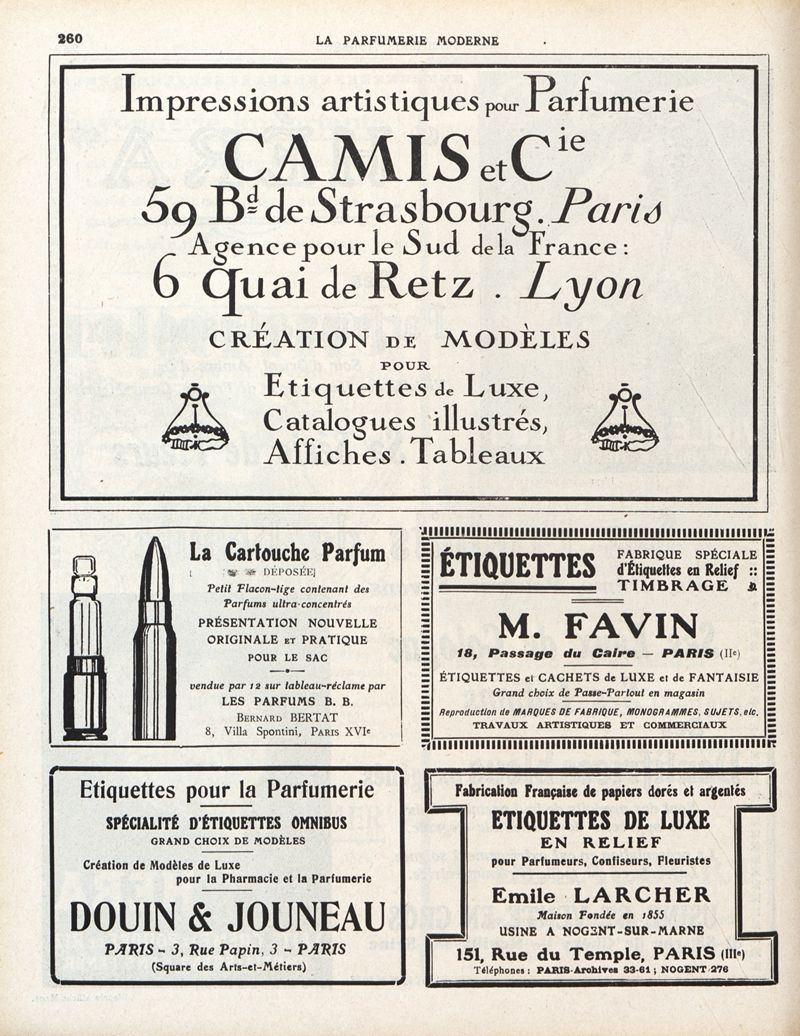 260
LA PARFUMERIE MODERNE
Impressions artistiques pour Parfumerie
CAMIS et Cie
59 Bd de Strasbourg. Paris
Agence pour le Sud de la France :
6 Quai de Retz . Lyon
CRÉATION DE MODÈLES
POUR
Etiquettes de Luxe,
Catalogues illustrés,
Affiches . Tableaux
La Cartouche Parfum
DÉPOSÉE]
Petit Flacon-tige contenant des
Parfums ultra-concentrés
PRÉSENTATION NOUVELLE
ORIGINALE ET PRATIQUE
POUR LE SAC
vendue par 12 sur tableau-réclame par
LES PARFUMS B. B.
BERNARD BERTAT
8, Villa Spontini, PARIS XVIe
ÉTIQUETTES
FABRIQUE SPÉCIALE
d'Étiquettes en Relief ::
TIMBRAGE
M. FAVIN
18, Passage du Caire — PARIS (IIe)
ÉTIQUETTES et CACHETS de LUXE et de FANTAISIE
Grand choix de Passe-Partout en magasin
Reproduction de MARQUES DE FABRIQUE, MONOGRAMMES, SUJETS, etc.
TRAVAUX ARTISTIQUES ET COMMERCIAUX
Etiquettes pour la Parfumerie
SPÉCIALITÉ D'ÉTIQUETTES OMNIBUS
GRAND CHOIX DE MODÈLES
Création de Modèles de Luxe
pour la Pharmacie et la Parfumerie
DOUIN & JOUNEAU
PARIS - 3, Rue Papin, 3 - PARIS
(Square des Arts-et-Métiers)
Fabrication Française de papiers dorés et argentés
ETIQUETTES DE LUXE
EN RELIEF
pour Parfumeurs, Confiseurs, Fleuristes
Emile LARCHER
Maison Fondée en 1855
USINE A NOGENT-SUR-MARNE
151, Rue du Temple, PARIS (IIIe)
Téléphones : PARIS-Archives 33-61 ; NOGENT 276